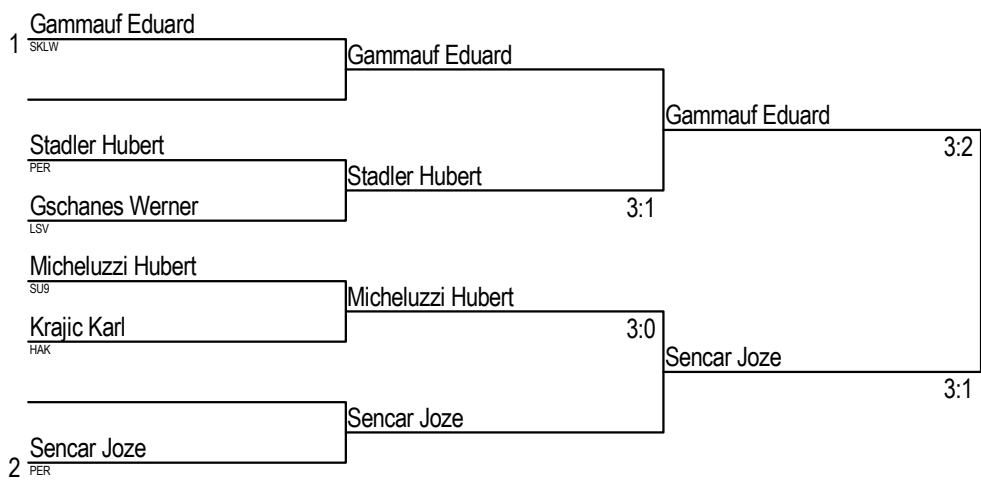 Gammauf Eduard
1
SKLW
Gammauf Eduard
Gammauf Eduard
3:2
Stadler Hubert
PER
Stadler Hubert
3:1
Gschanes Werner
LSV
Micheluzzi Hubert
SU9
Micheluzzi Hubert
3:0
Krajic Karl
HAK
Sencar Joze
3:1
Sencar Joze
Sencar Joze
2
PER